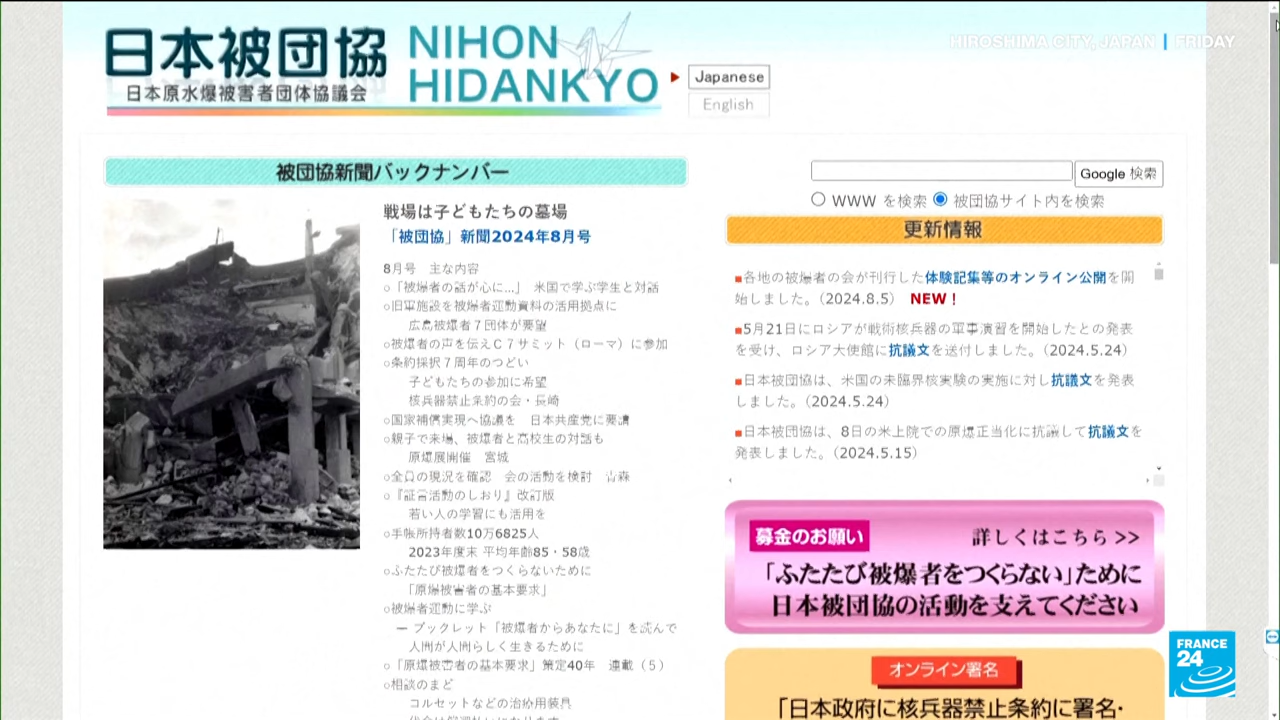 日本被団協
日本原水爆被害者団体協議会
NIHON
HIDANKYO
Japanese
English
HIROSHIMA CITY, JAPAN | FRIDAY
被団協新聞バックナンバー
戦場は子どもたちの墓場
「被団協」新聞2024年8月号
8月号　主な内容
○「被爆者の話が心に…」　米国で学ぶ学生と対話
○旧軍施設を被爆者運動資料の活用拠点に
広島被爆者７団体が要望
○被爆者の声を伝えＣ７サミット（ローマ）に参加
○条約採択７周年のつどい
子どもたちの参加に希望
核兵器禁止条約の会・長崎
○国家補償実現へ協議を　日本共産党に要請
○親子で来場、被爆者と高校生の対話も
原爆展開催　宮城
○全員の現況を確認　会の活動を検討　青森
○『証言活動のしおり』改訂版
若い人の学習にも活用を
○手帳所持者数10万6825人
2023年度末 平均年齢85・58歳
○ふたたび被爆者をつくらないために
「原爆被害者の基本要求」
○被爆者運動に学ぶ
ー ブックレット「被爆者からあなたに」を読んで
人間が人間らしく生きるために
○「原爆被害者の基本要求」策定40年　連載（５）
○相談のまど
コルセットなどの治療用装具
Google 検索
WWW を検索 被団協サイト内を検索
更新情報
■各地の被爆者の会が刊行した体験記集等のオンライン公開を開
始しました。（2024.8.5）　NEW！
■5月21日にロシアが戦術核兵器の軍事演習を開始したとの発表
を受け、ロシア大使館に抗議文を送付しました。（2024.5.24）
■日本被団協は、米国の未臨界核実験の実施に対し抗議文を発表
しました。（2024.5.24）
■日本被団協は、8日の米上院での原爆正当化に抗議して抗議文を
発表しました。（2024.5.15）
募金のお願い
詳しくはこちら >>
「ふたたび被爆者をつくらない」ために
日本被団協の活動を支えてください
オンライン署名
「日本政府に核兵器禁止条約に署名・
FRANCE
24